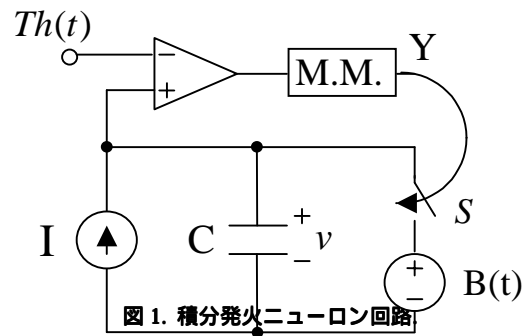 Th(t)
−
+
M.M.
Y
I
C
+
v
−
S
+
−
B(t)
図 1. 積分発火ニューロン回路.